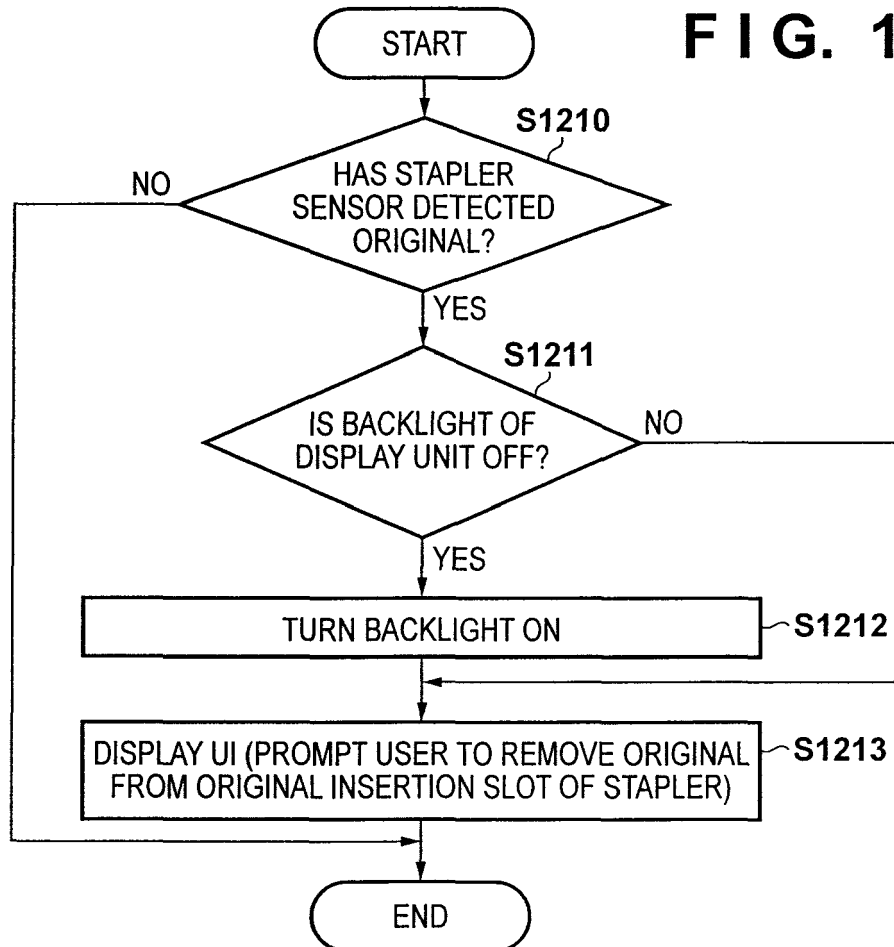 START
FIG. 1
S1210
NO
HAS STAPLER
SENSOR DETECTED
ORIGINAL?
YES
S1211
IS BACKLIGHT OF
DISPLAY UNIT OFF?
NO
YES
TURN BACKLIGHT ON
S1212
DISPLAY UI (PROMPT USER TO REMOVE ORIGINAL
FROM ORIGINAL INSERTION SLOT OF STAPLER)
S1213
END